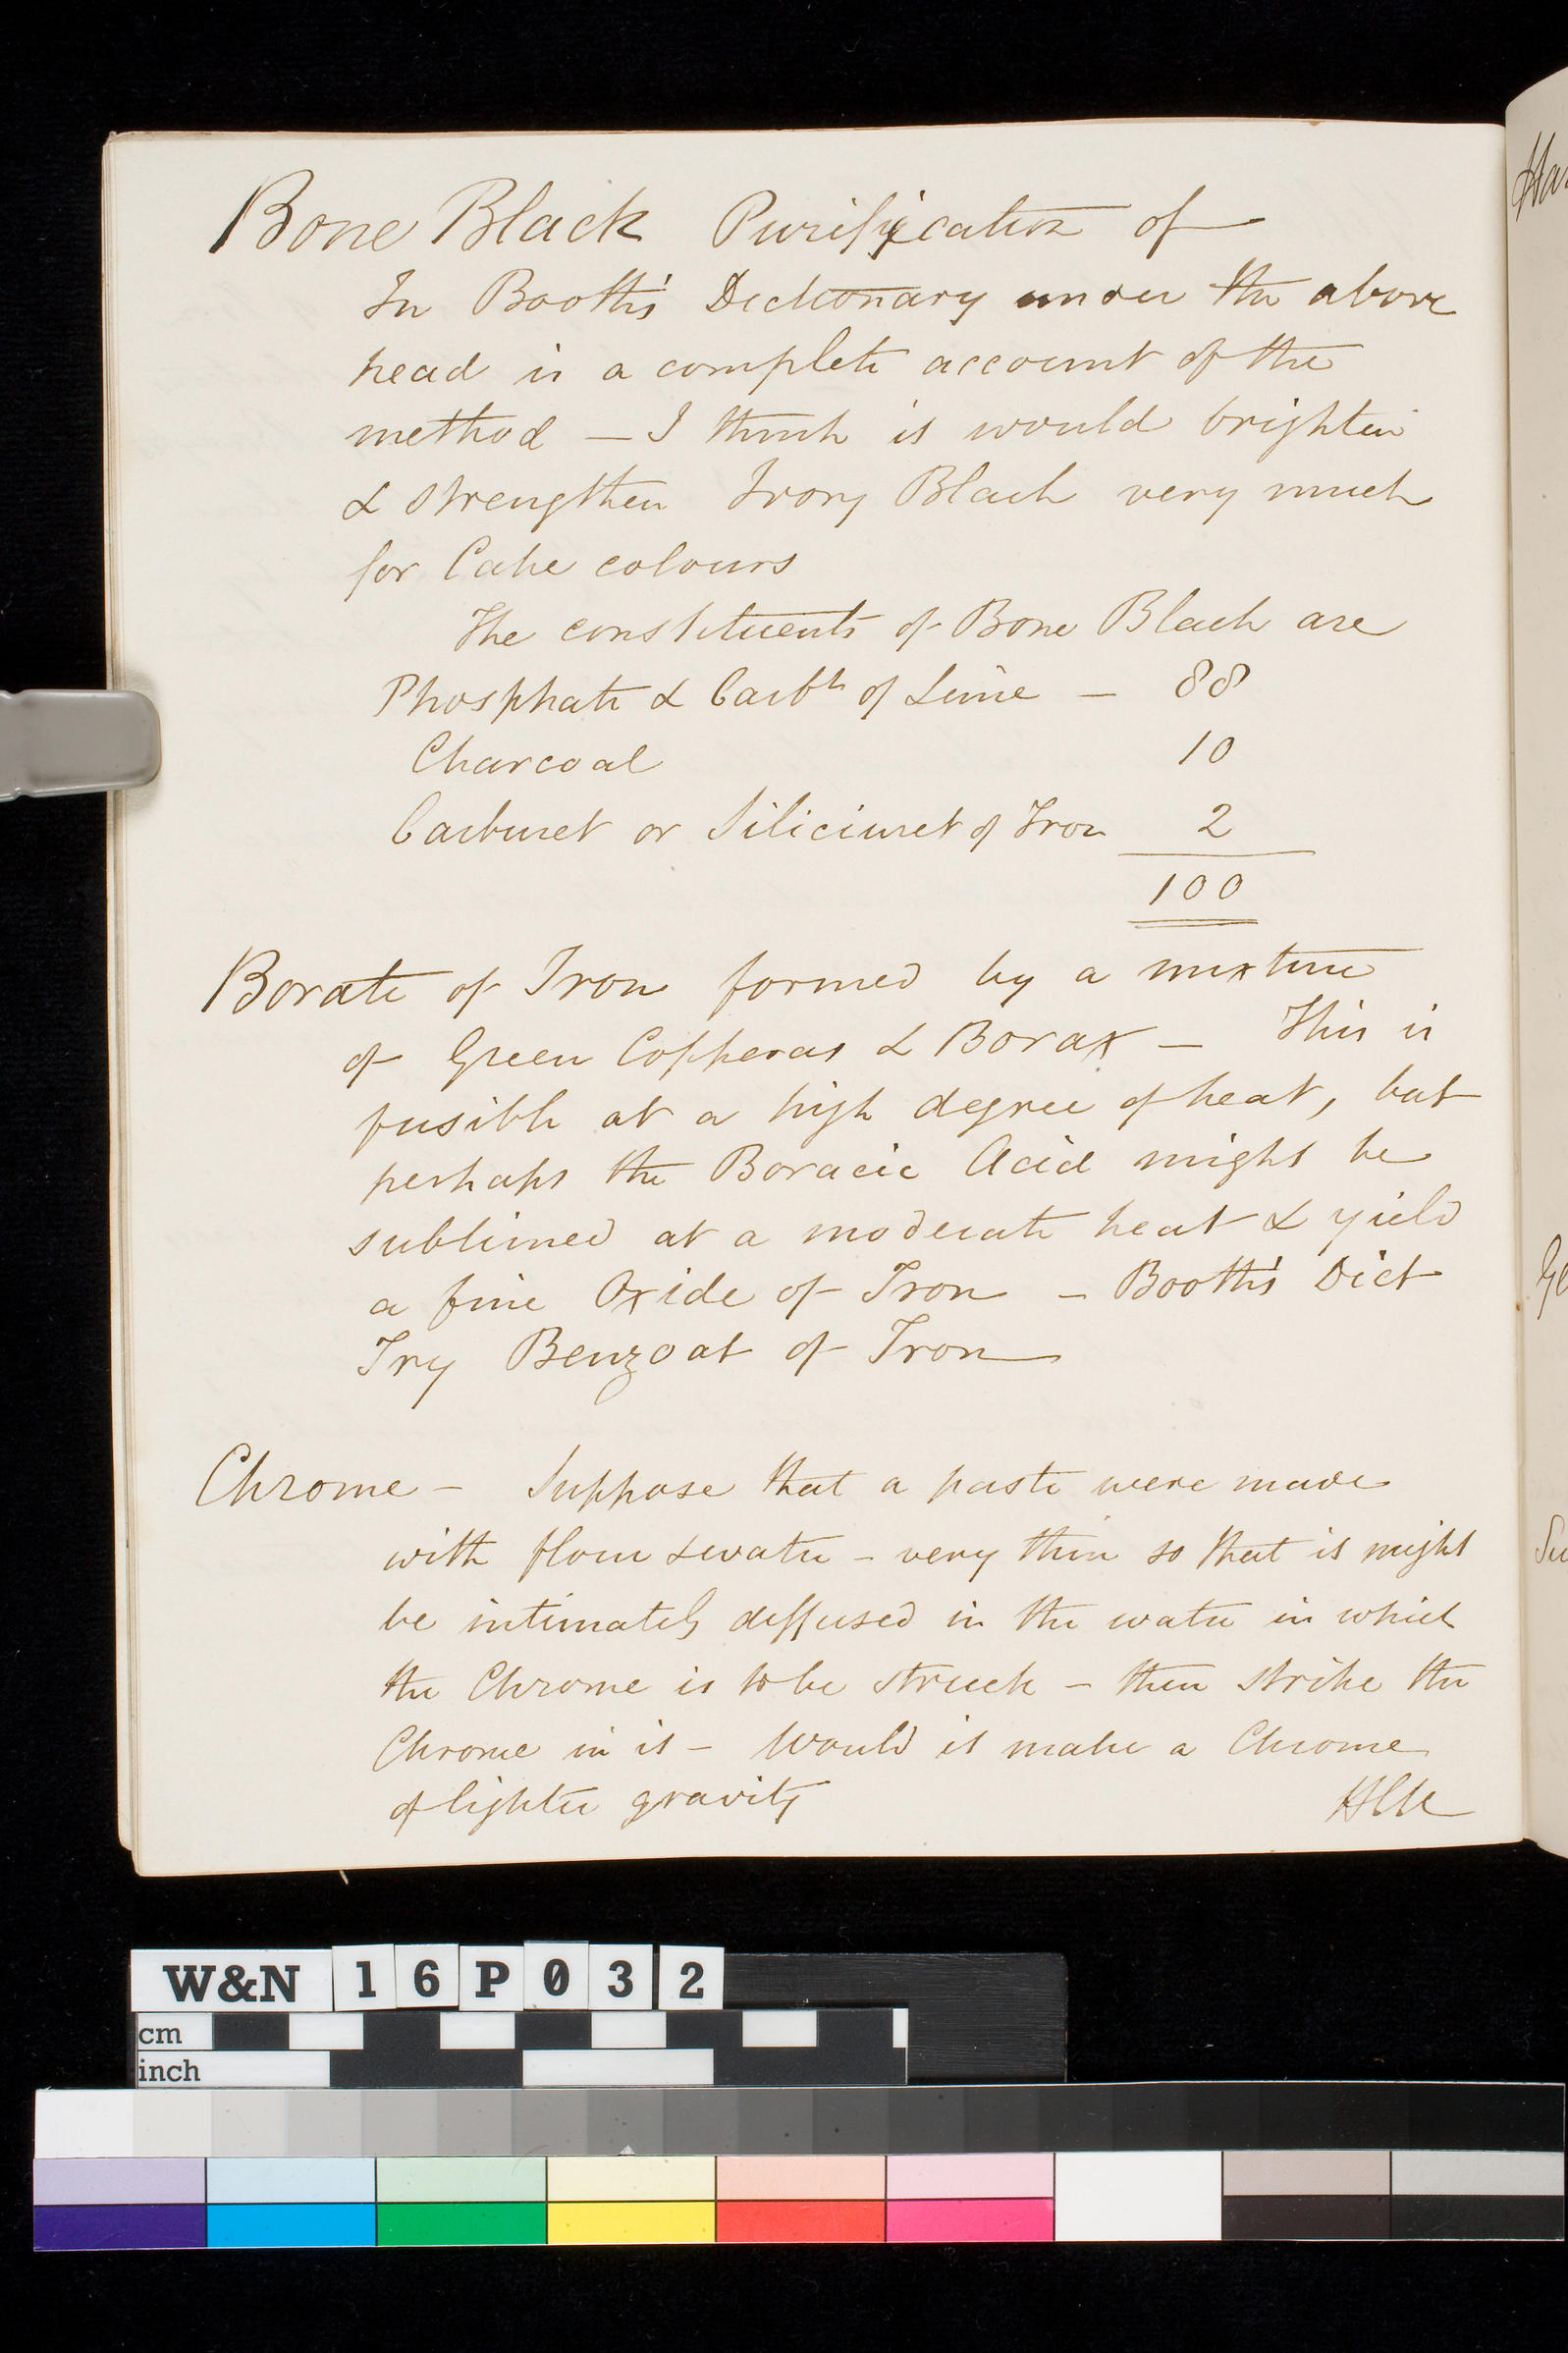 Bone Black Purification of
In Booth's Dictionary under the above
head is a complete account of the
method — I think it would brighten
& strengthen Ivory Black very much
for Cake colours
The constituents of Bone Black are
Phosphate & Carbte of Lime — 88
Charcoal 10
Carburet or Siliciuret of Iron 2
100
Borate of Iron formed by a mixture
of Green Copperas & Borax — This is
fusible at a high degree of heat, but
perhaps the Boracic Acid might be
sublimed at a moderate heat & yield
a fine Oxide of Iron — Booth's Dict
Try Benzoat of Iron
Chrome — Suppose that a paste were made
with flour & water — very thin so that it might
be intimately diffused in the water in which
the Chrome is to be struck — then strike the
Chrome in it — Would it make a Chrome
of lighter gravity
W&N 16P032
cm
inch